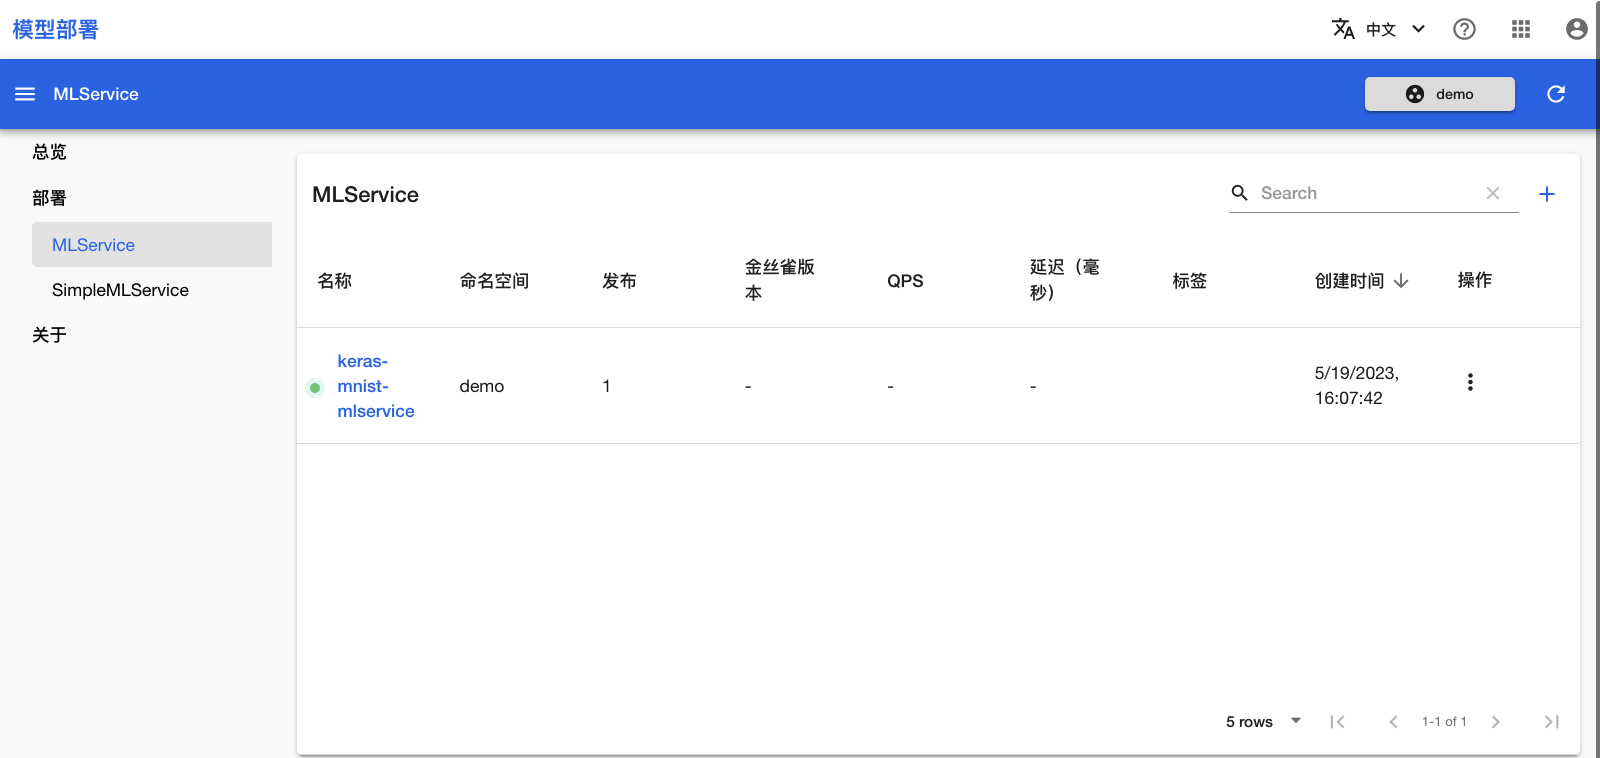 模型部署
中文
MLService
demo
总览
部署
MLService
SimpleMLService
关于
MLService
Search
名称
命名空间
发布
金丝雀版
本
QPS
延迟（毫
秒）
标签
创建时间
操作
keras-
mnist-
mlservice
demo
1
-
-
-
5/19/2023,
16:07:42
5 rows
1-1 of 1